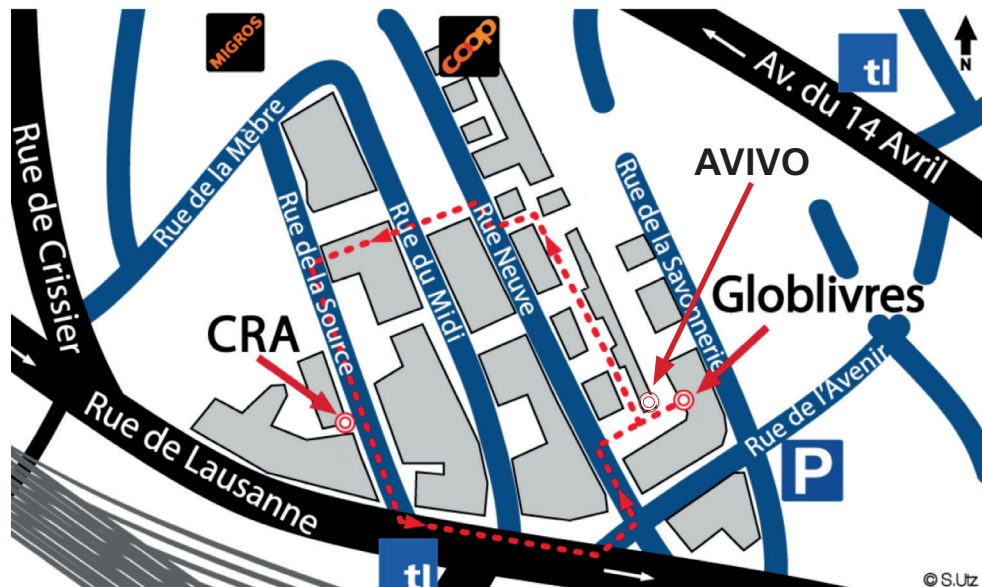 MIGROS
coop
tl
N
Av. du 14 Avril
Rue de Crissier
Rue de la Mèbre
AVIVO
Rue de la Source
Rue du Midi
Rue Neuve
Rue de la Savonnerie
Globlivres
CRA
Rue de l'Avenir
Rue de Lausanne
P
tl
© S.Utz